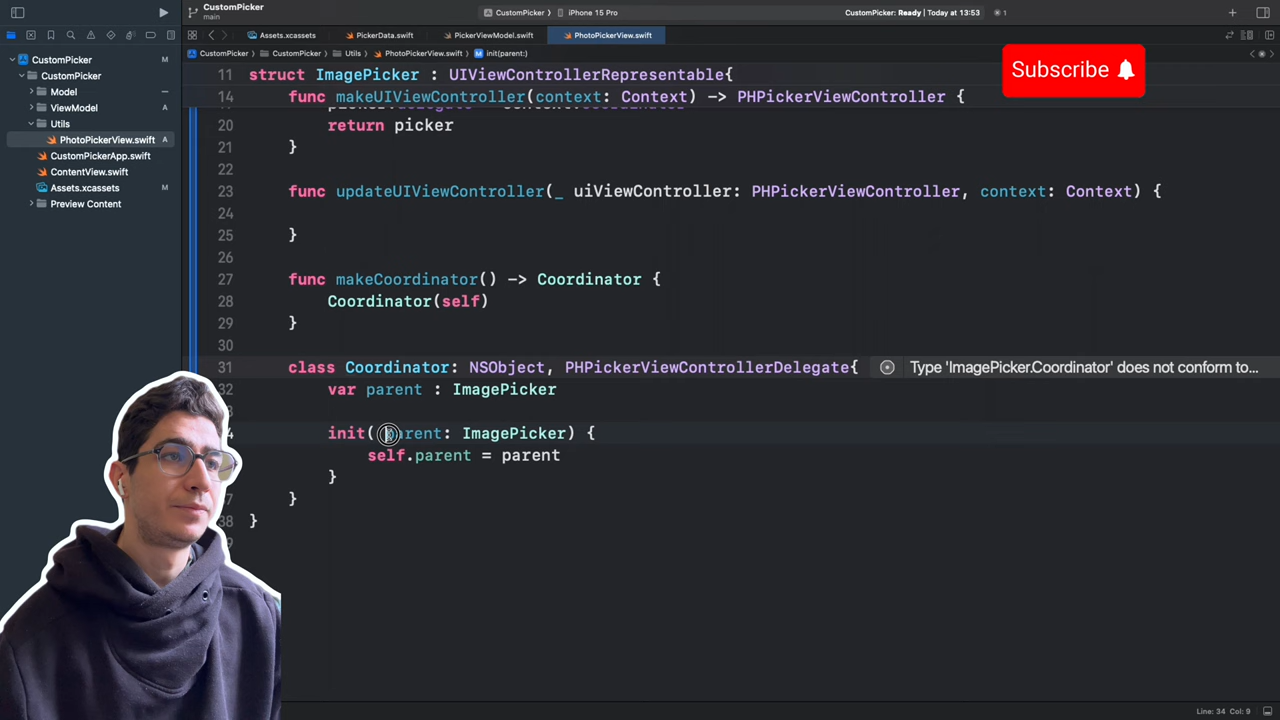 CustomPicker
main
CustomPicker
iPhone 15 Pro
CustomPicker: Ready | Today at 13:53
1
Assets.xcassets
PickerData.swift
PickerViewModel.swift
PhotoPickerView.swift
CustomPicker
CustomPicker
Utils
PhotoPickerView.swift
init(parent:)
CustomPicker M
CustomPicker
Model
ViewModel A
Utils
PhotoPickerView.swift A
CustomPickerApp.swift
ContentView.swift
Assets.xcassets M
Preview Content
Subscribe
11 struct ImagePicker : UIViewControllerRepresentable{
14 func makeUIViewController(context: Context) -> PHPickerViewController {
20 return picker
21 }
22
23 func updateUIViewController(_ uiViewController: PHPickerViewController, context: Context) {
24
25 }
26
27 func makeCoordinator() -> Coordinator {
28 Coordinator(self)
29 }
30
31 class Coordinator: NSObject, PHPickerViewControllerDelegate{ Type 'ImagePicker.Coordinator' does not conform to...
32 var parent : ImagePicker
init( parent: ImagePicker) {
self.parent = parent
}
}
38 }
Line: 34 Col: 9